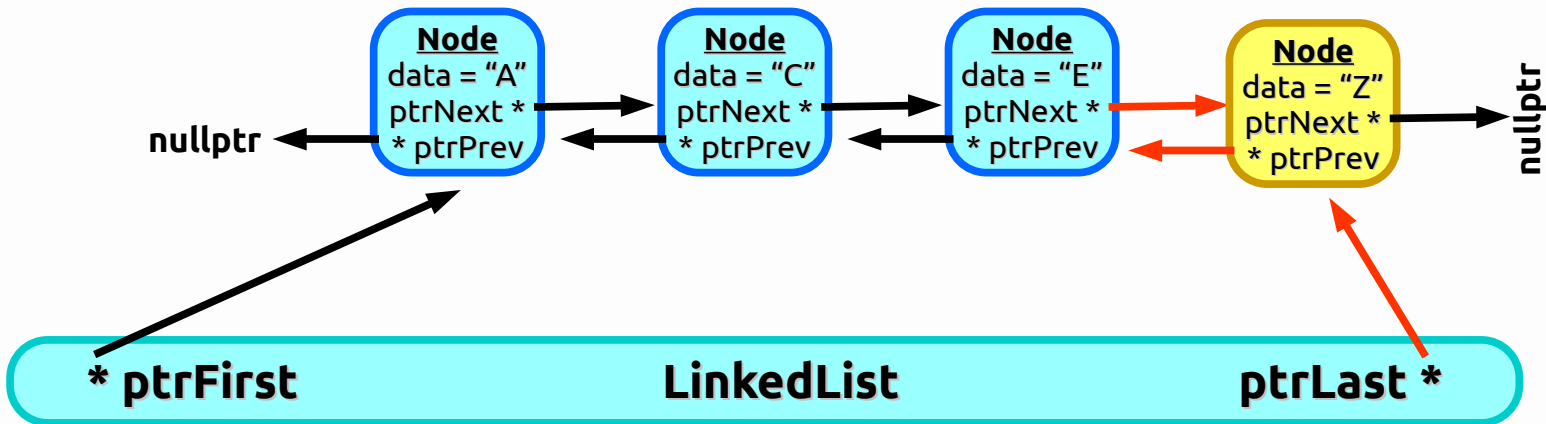 Node
data = “A”
ptrNext *
* ptrPrev
Node
data = “C”
ptrNext *
* ptrPrev
Node
data = “E”
ptrNext *
* ptrPrev
Node
data = “Z”
ptrNext *
* ptrPrev
nullptr
nullptr
* ptrFirst
LinkedList
ptrLast *